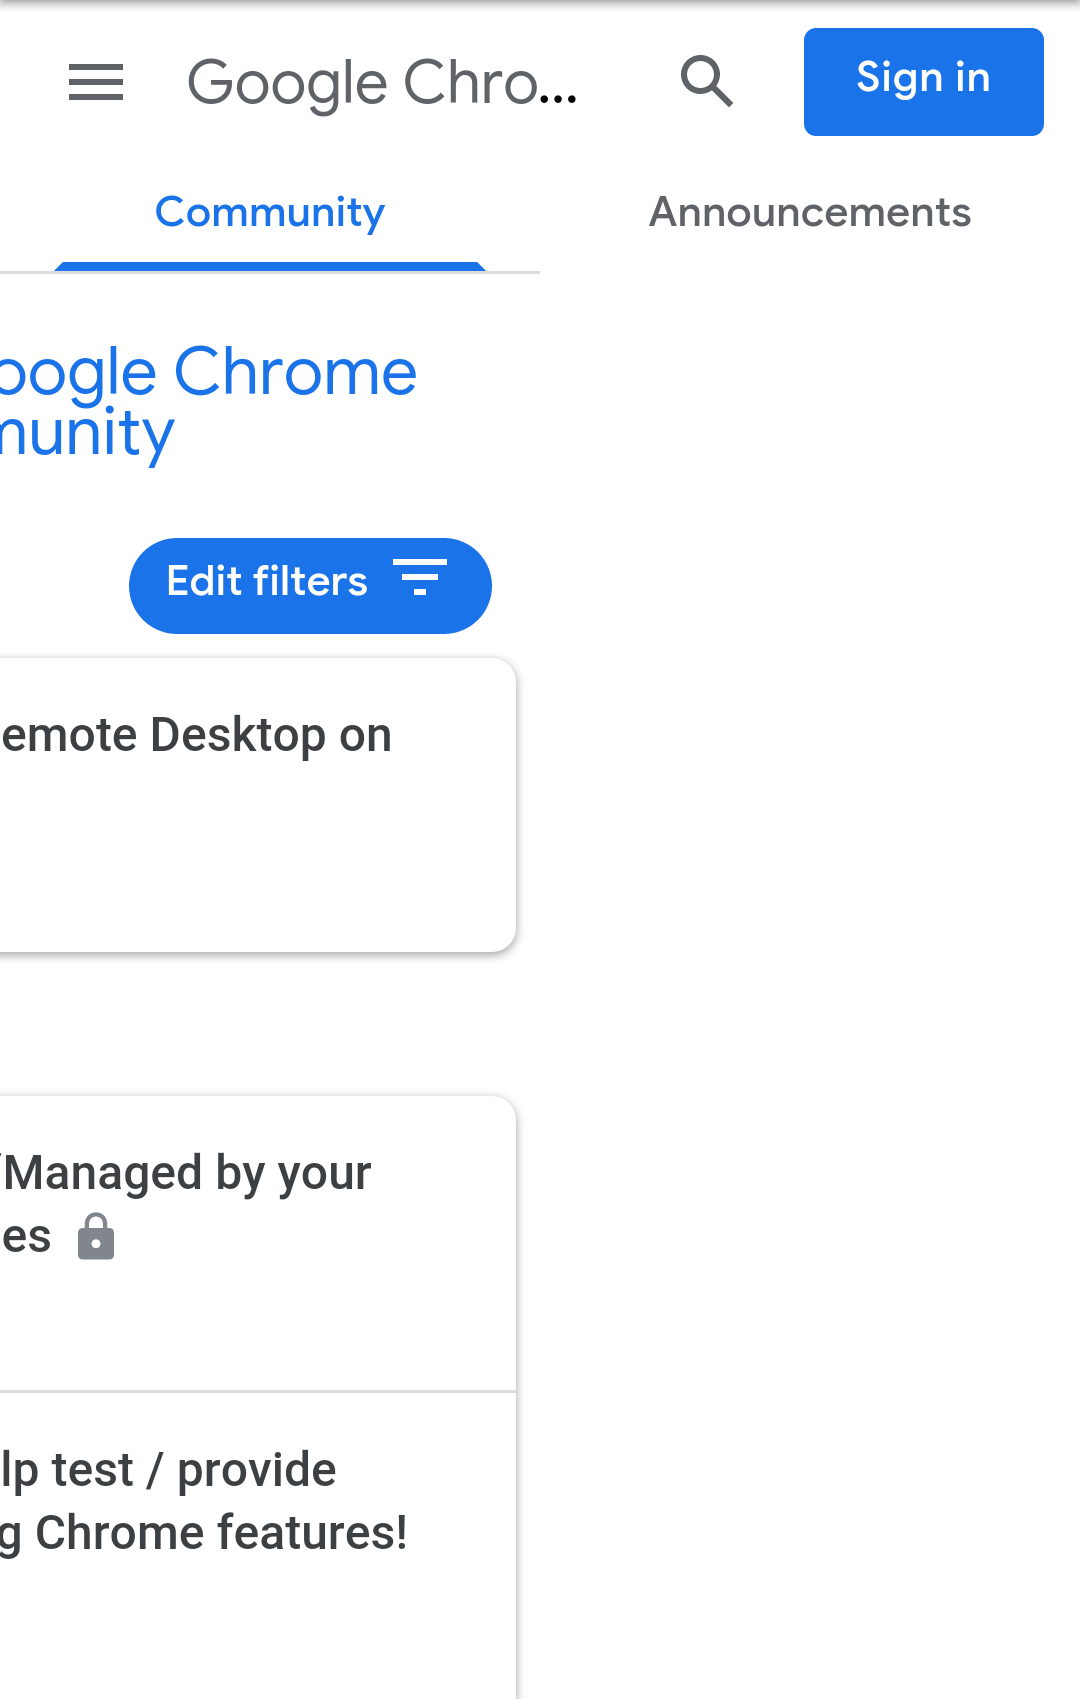 Google Chro...
Sign in
Community
Announcements
oogle Chrome
munity
Edit filters
emote Desktop on
Managed by your
es
lp test / provide
g Chrome features!